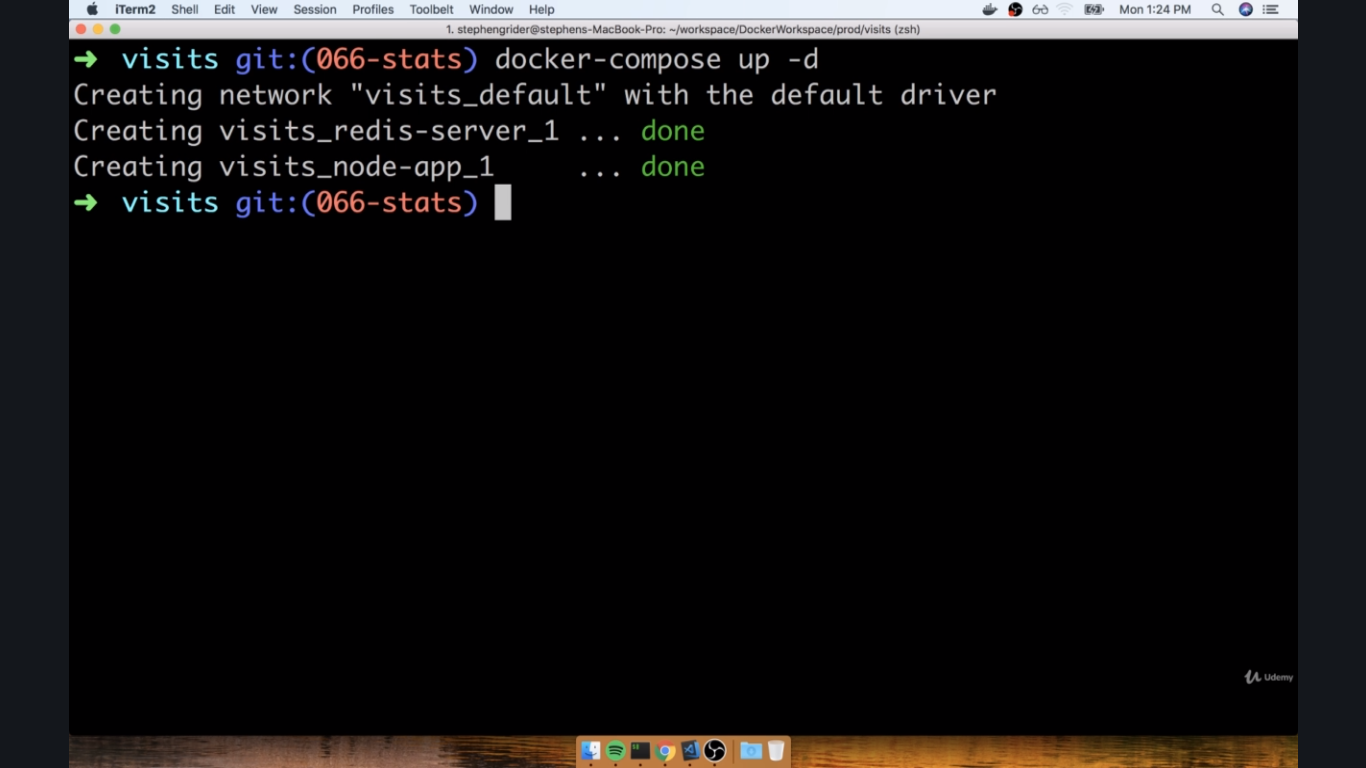 iTerm2 Shell Edit View Session Profiles Toolbelt Window Help Mon 1:24 PM
1. stephengrider@stephens-MacBook-Pro: ~/workspace/DockerWorkspace/prod/visits (zsh)
➜ visits git:(066-stats) docker-compose up -d
Creating network "visits_default" with the default driver
Creating visits_redis-server_1 ... done
Creating visits_node-app_1 ... done
➜ visits git:(066-stats)
Udemy